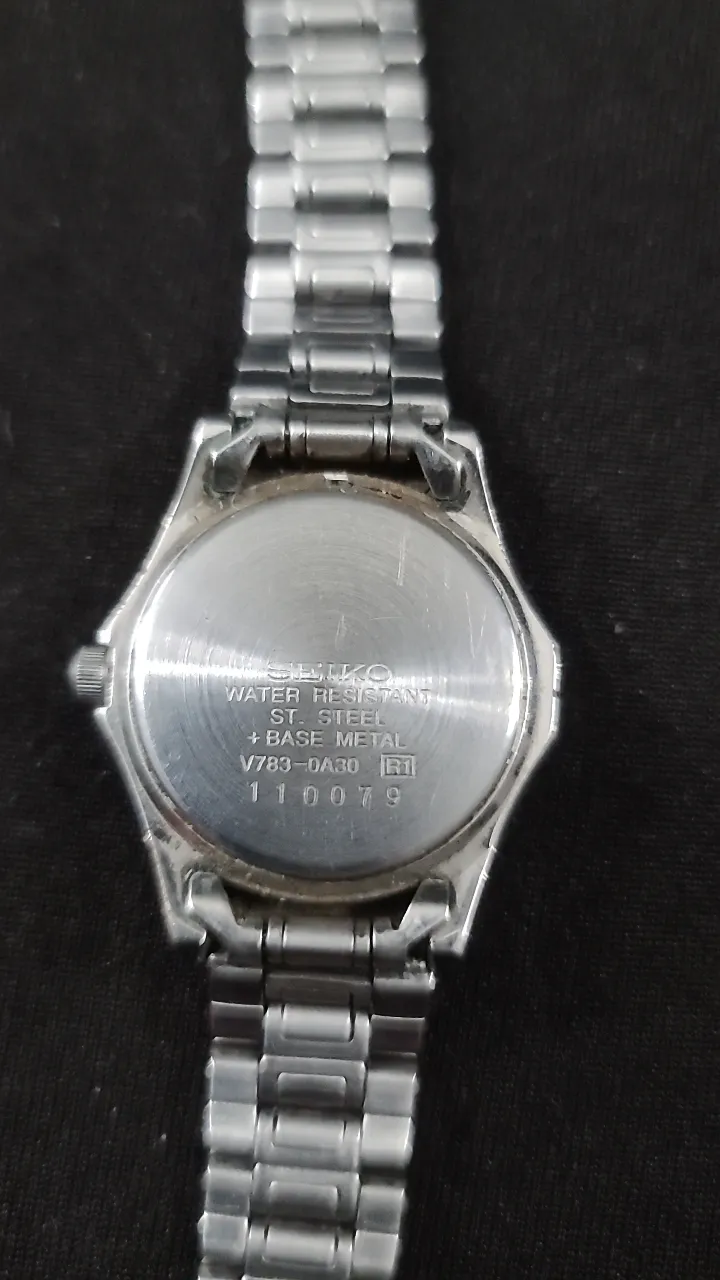 SEIKO
WATER RESISTANT
ST. STEEL
+BASE METAL
V783-0A30 R1
110079